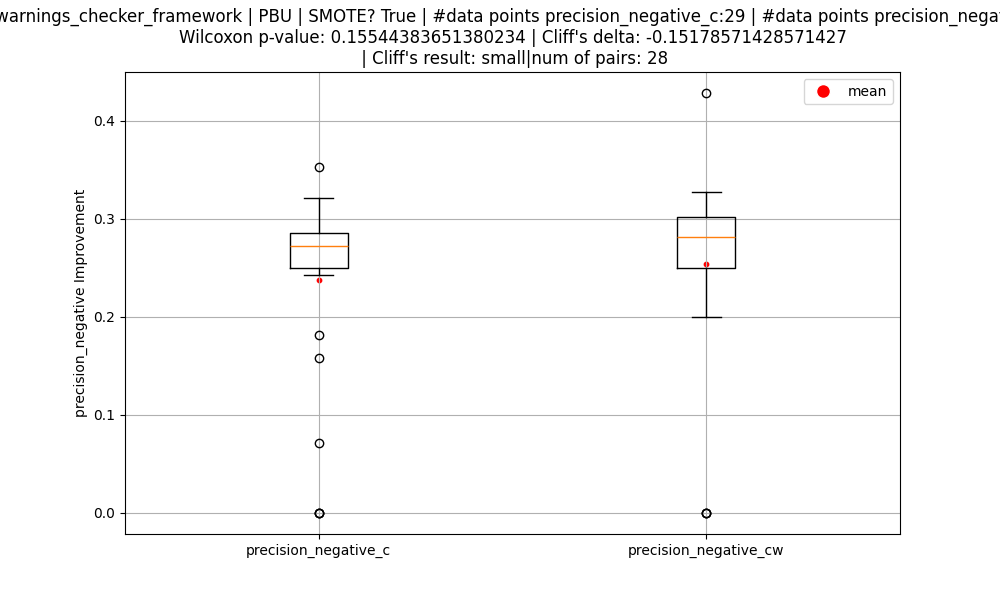 warnings_checker_framework | PBU | SMOTE? True | #data points precision_negative_c:29 | #data points
Wilcoxon p-value: 0.15544383651380234 | Cliff's delta: -0.15178571428571427
| Cliff's result: small|num of pairs: 28
mean
0.4
0.3
0.2
0.1
0.0
precision_negative Improvement
precision_negative_c
precision_negative_cw